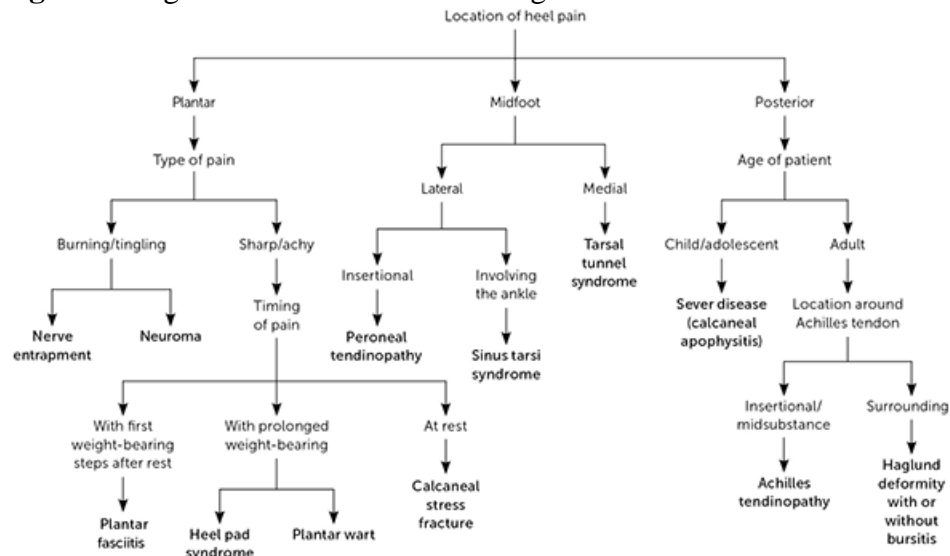 Location of heel pain
Plantar
Midfoot
Posterior
Type of pain
Age of patient
Lateral
Medial
Burning/tingling
Sharp/achy
Tarsal
tunnel
syndrome
Child/adolescent
Adult
Insertional
Involving
the ankle
Timing
of pain
Sever disease
(calcaneal
apophysitis)
Location around
Achilles tendon
Nerve
entrapment
Neuroma
Peroneal
tendinopathy
Sinus tarsi
syndrome
With first
weight-bearing
steps after rest
With prolonged
weight-bearing
At rest
Insertional/
midsubstance
Surrounding
Plantar
fasciitis
Heel pad
syndrome
Plantar wart
Calcaneal
stress
fracture
Achilles
tendinopathy
Haglund
deformity
with or
without
bursitis